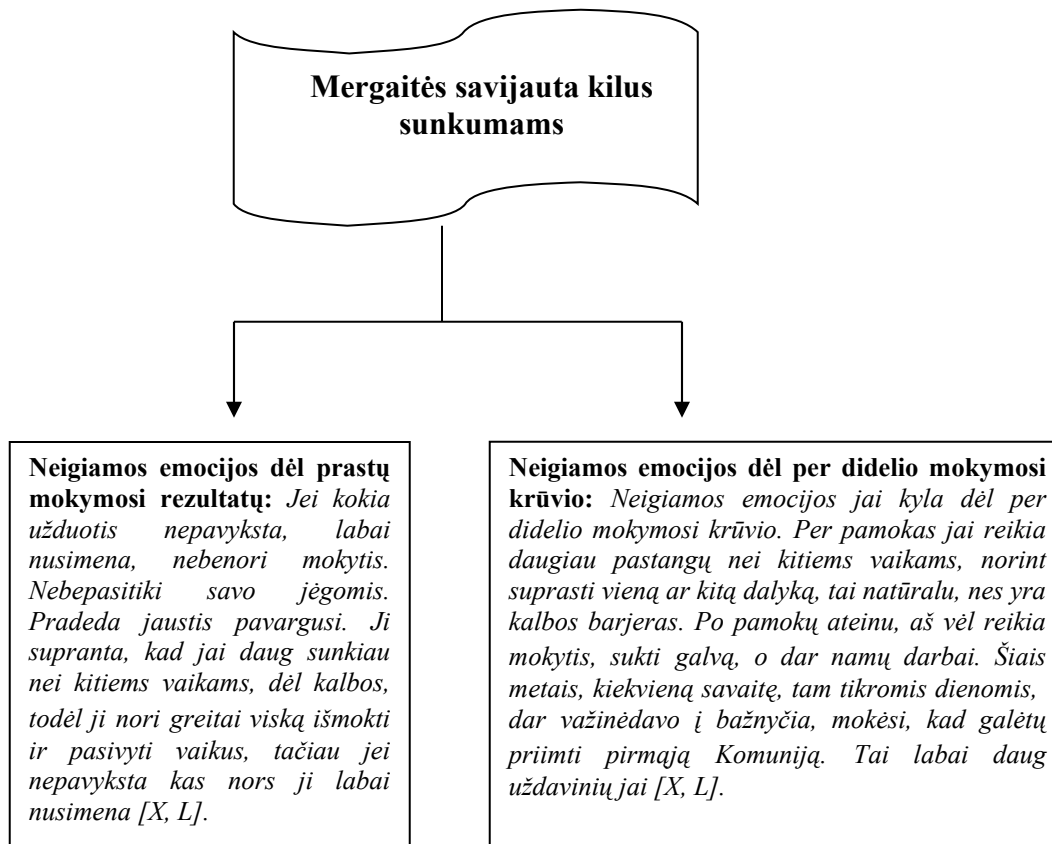 Mergaitės savijauta kilus
sunkumams
Neigiamos emocijos dėl prastų
mokymosi rezultatų: Jei kokia
užduotis nepavyksta, labai
nusimena, nebenori mokytis.
Nebepasitiki savo jėgomis.
Pradeda jaustis pavargusi. Ji
supranta, kad jai daug sunkiau
nei kitiems vaikams, dėl kalbos,
todėl ji nori greitai viską išmokti
ir pasivyti vaikus, tačiau jei
nepavyksta kas nors ji labai
nusimena [X, L].
Neigiamos emocijos dėl per didelio mokymosi
krūvio: Neigiamos emocijos jai kyla dėl per
didelio mokymosi krūvio. Per pamokas jai reikia
daugiau pastangų nei kitiems vaikams, norint
suprasti vieną ar kitą dalyką, tai natūralu, nes yra
kalbos barjeras. Po pamokų ateinu, aš vėl reikia
mokytis, sukti galvą, o dar namų darbai. Šiais
metais, kiekvieną savaitę, tam tikromis dienomis,
dar važinėdavo į bažnyčia, mokėsi, kad galėtų
priimti pirmąją Komuniją. Tai labai daug
uždavinių jai [X, L].